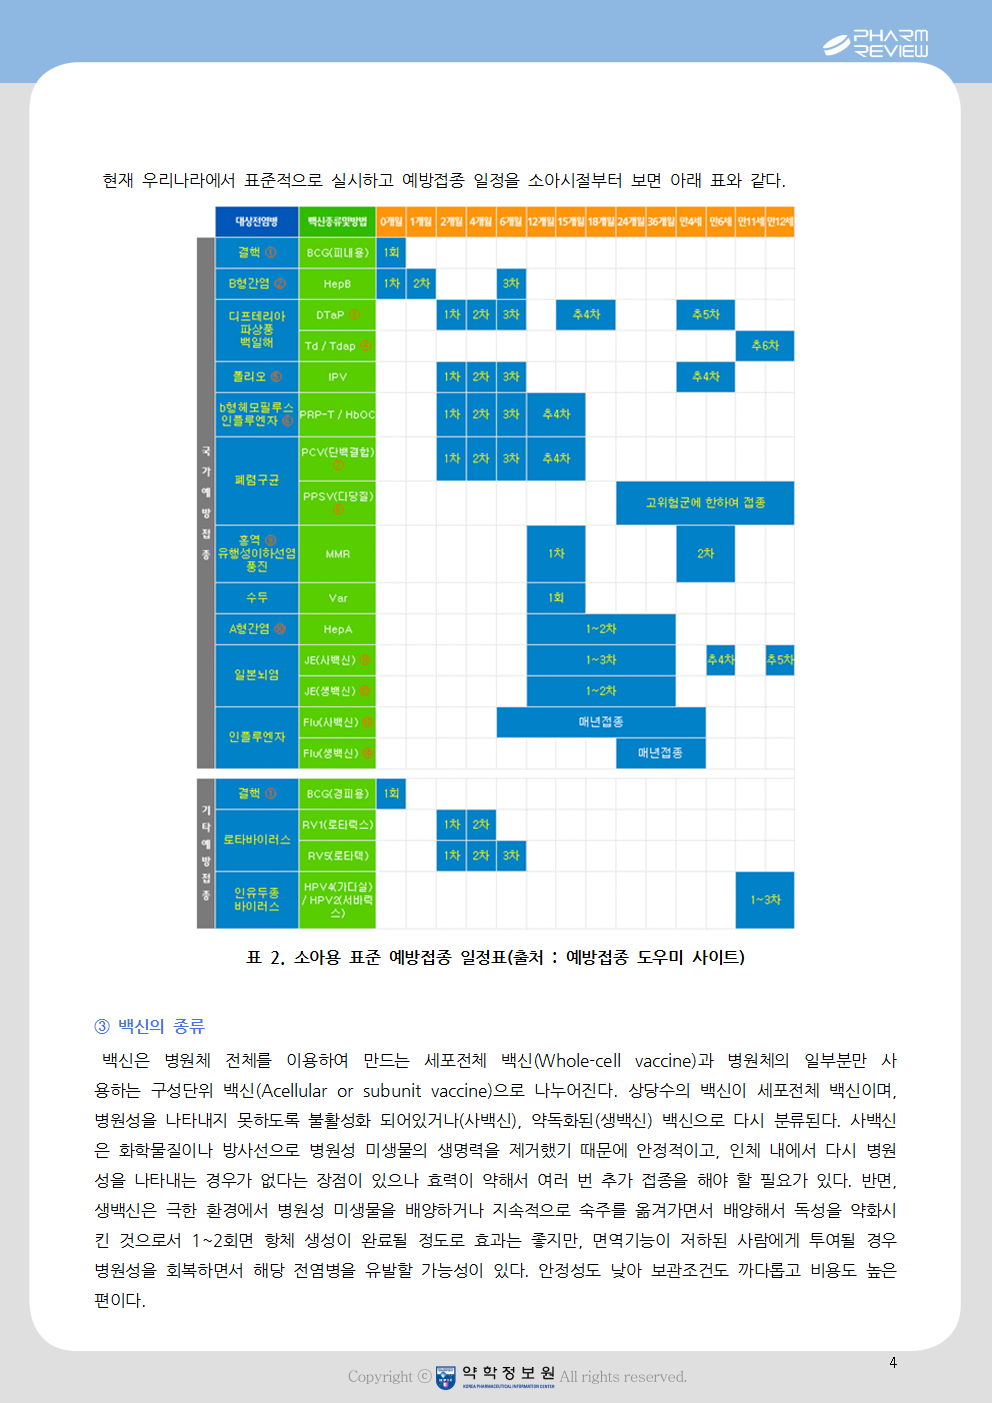 PHARM
REVIEW
현재 우리나라에서 표준적으로 실시하고 예방접종 일정을 소아시절부터 보면 아래 표와 같다.
대상전염병 백신종류및방법 0개월 1개월 2개월 4개월 6개월 12개월 15개월 18개월 24개월 36개월 만4세 만6세 만11세 만12세
국가예방접종
결핵 ① BCG(피내용) 1회
B형간염 ② HepB 1차 2차 3차
디프테리아
파상풍
백일해
DTaP ③ 1차 2차 3차 추4차 추5차
Td / Tdap ④ 추6차
폴리오 ⑤ IPV 1차 2차 3차 추4차
b형헤모필루스
인플루엔자 ⑥ PRP-T / HbOC 1차 2차 3차 추4차
폐렴구균
PCV(단백결합)
⑦ 1차 2차 3차 추4차
PPSV(다당질)
⑧ 고위험군에 한하여 접종
홍역 ⑨
유행성이하선염
풍진
MMR 1차 2차
수두 Var 1회
A형간염 ⑩ HepA 1~2차
일본뇌염
JE(사백신) 1~3차 추4차 추5차
JE(생백신) 1~2차
인플루엔자
Flu(사백신) 매년접종
Flu(생백신) 매년접종
기타예방접종
결핵 ① BCG(경피용) 1회
로타바이러스
RV1(로타릭스) 1차 2차
RV5(로타텍) 1차 2차 3차
인유두종
바이러스
HPV4(가다실)
/ HPV2(서바릭
스)
1~3차
표 2. 소아용 표준 예방접종 일정표(출처 : 예방접종 도우미 사이트)
③ 백신의 종류
백신은 병원체 전체를 이용하여 만드는 세포전체 백신(Whole-cell vaccine)과 병원체의 일부분만 사
용하는 구성단위 백신(Acellular or subunit vaccine)으로 나누어진다. 상당수의 백신이 세포전체 백신이며,
병원성을 나타내지 못하도록 불활성화 되어있거나(사백신), 약독화된(생백신) 백신으로 다시 분류된다. 사백신
은 화학물질이나 방사선으로 병원성 미생물의 생명력을 제거했기 때문에 안정적이고, 인체 내에서 다시 병원
성을 나타내는 경우가 없다는 장점이 있으나 효력이 약해서 여러 번 추가 접종을 해야 할 필요가 있다. 반면,
생백신은 극한 환경에서 병원성 미생물을 배양하거나 지속적으로 숙주를 옮겨가면서 배양해서 독성을 약화시
킨 것으로서 1~2회면 항체 생성이 완료될 정도로 효과는 좋지만, 면역기능이 저하된 사람에게 투여될 경우
병원성을 회복하면서 해당 전염병을 유발할 가능성이 있다. 안정성도 낮아 보관조건도 까다롭고 비용도 높은
편이다.
4
Copyright ⓒ 약학정보원 All rights reserved.
KOREA PHARMACEUTICAL INFORMATION CENTER